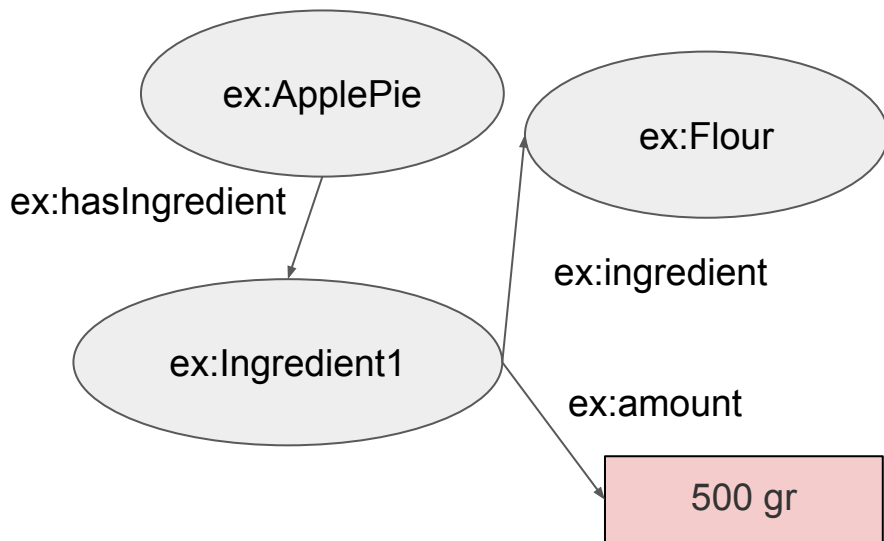 ex:ApplePie
ex:Flour
ex:hasIngredient
ex:ingredient
ex:Ingredient1
ex:amount
500 gr